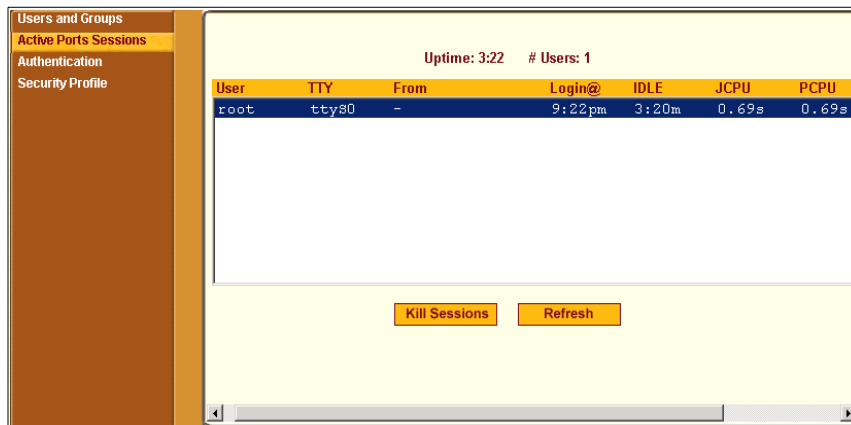 Users and Groups
Active Ports Sessions
Authentication
Security Profile
Uptime: 3:22 # Users: 1
User TTY From Login@ IDLE JCPU PCPU
root ttyS0 - 9:22pm 3:20m 0.69s 0.69s
Kill Sessions Refresh